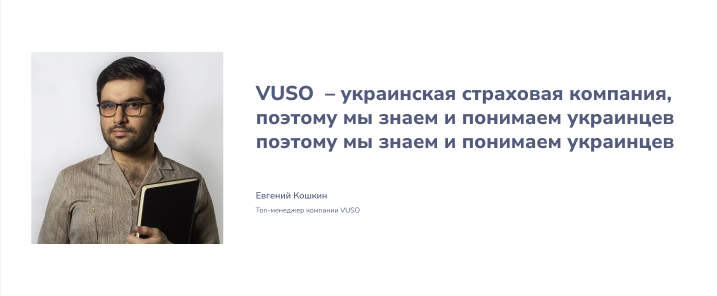 VUSO – украинская страховая компания,
поэтому мы знаем и понимаем украинцев
поэтому мы знаем и понимаем украинцев
Евгений Кошкин
Топ-менеджер компании VUSO